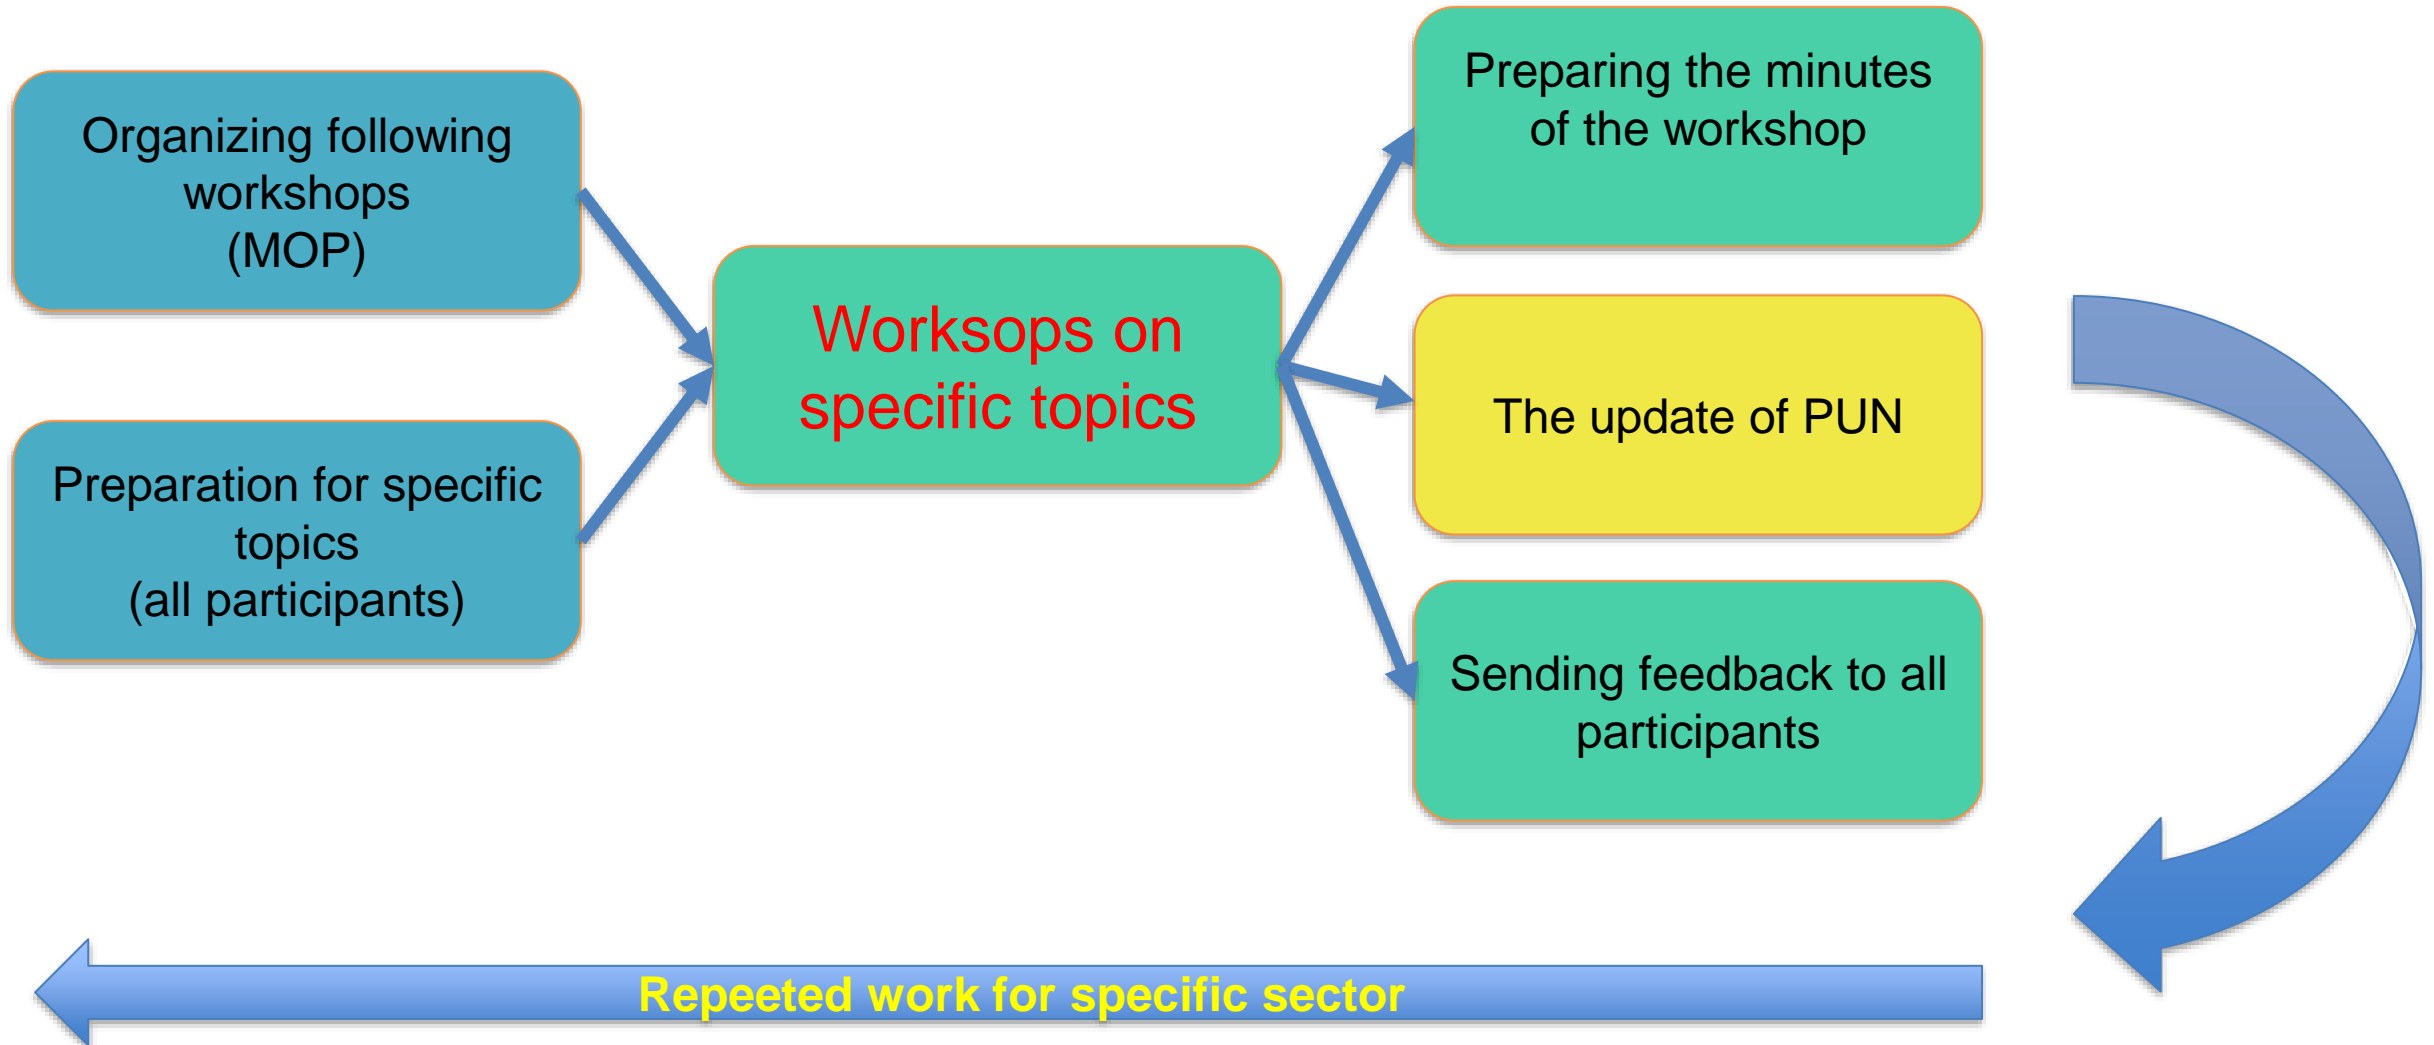 Organizing following
workshops
(MOP)
Preparation for specific
topics
(all participants)
Worksops on
specific topics
Preparing the minutes
of the workshop
The update of PUN
Sending feedback to all
participants
Repeeted work for specific sector